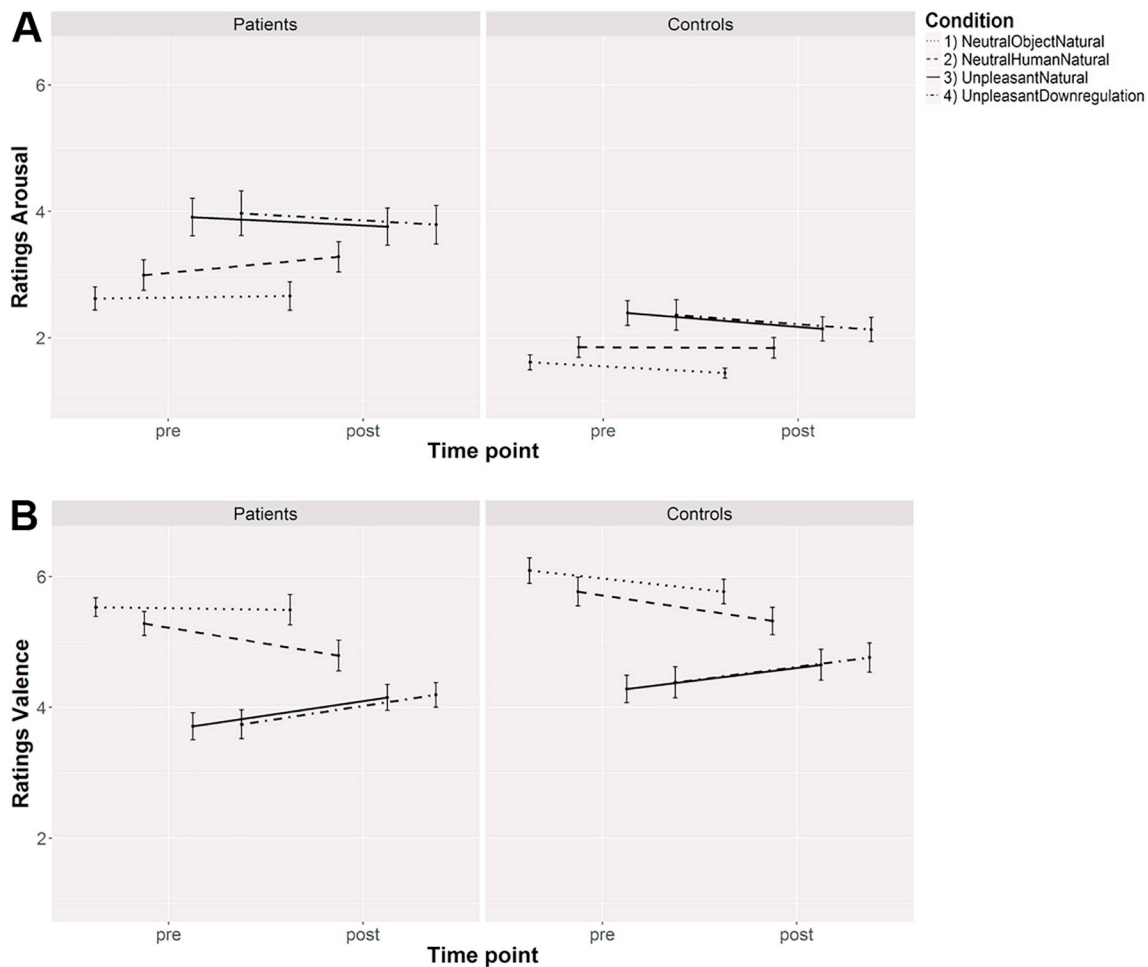 A
Patients
Controls
Condition
1) NeutralObjectNatural
2) NeutralHumanNatural
3) UnpleasantNatural
4) UnpleasantDownregulation
Ratings Arousal
6
4
2
pre
post
pre
post
Time point
B
Patients
Controls
Ratings Valence
6
4
2
pre
post
pre
post
Time point